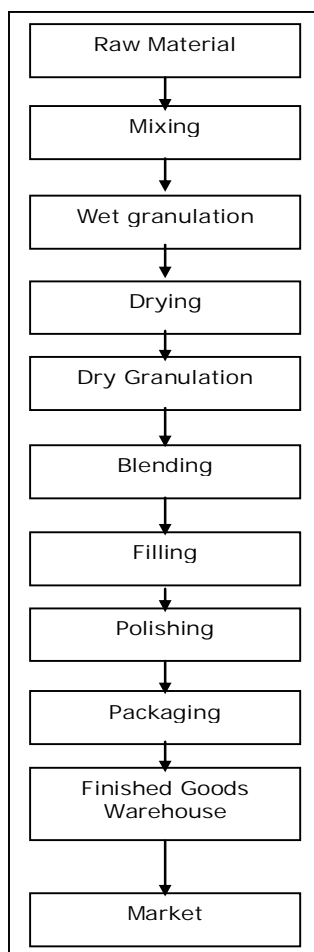 Raw Material
Mixing
Wet granulation
Drying
Dry Granulation
Blending
Filling
Polishing
Packaging
Finished Goods
Warehouse
Market